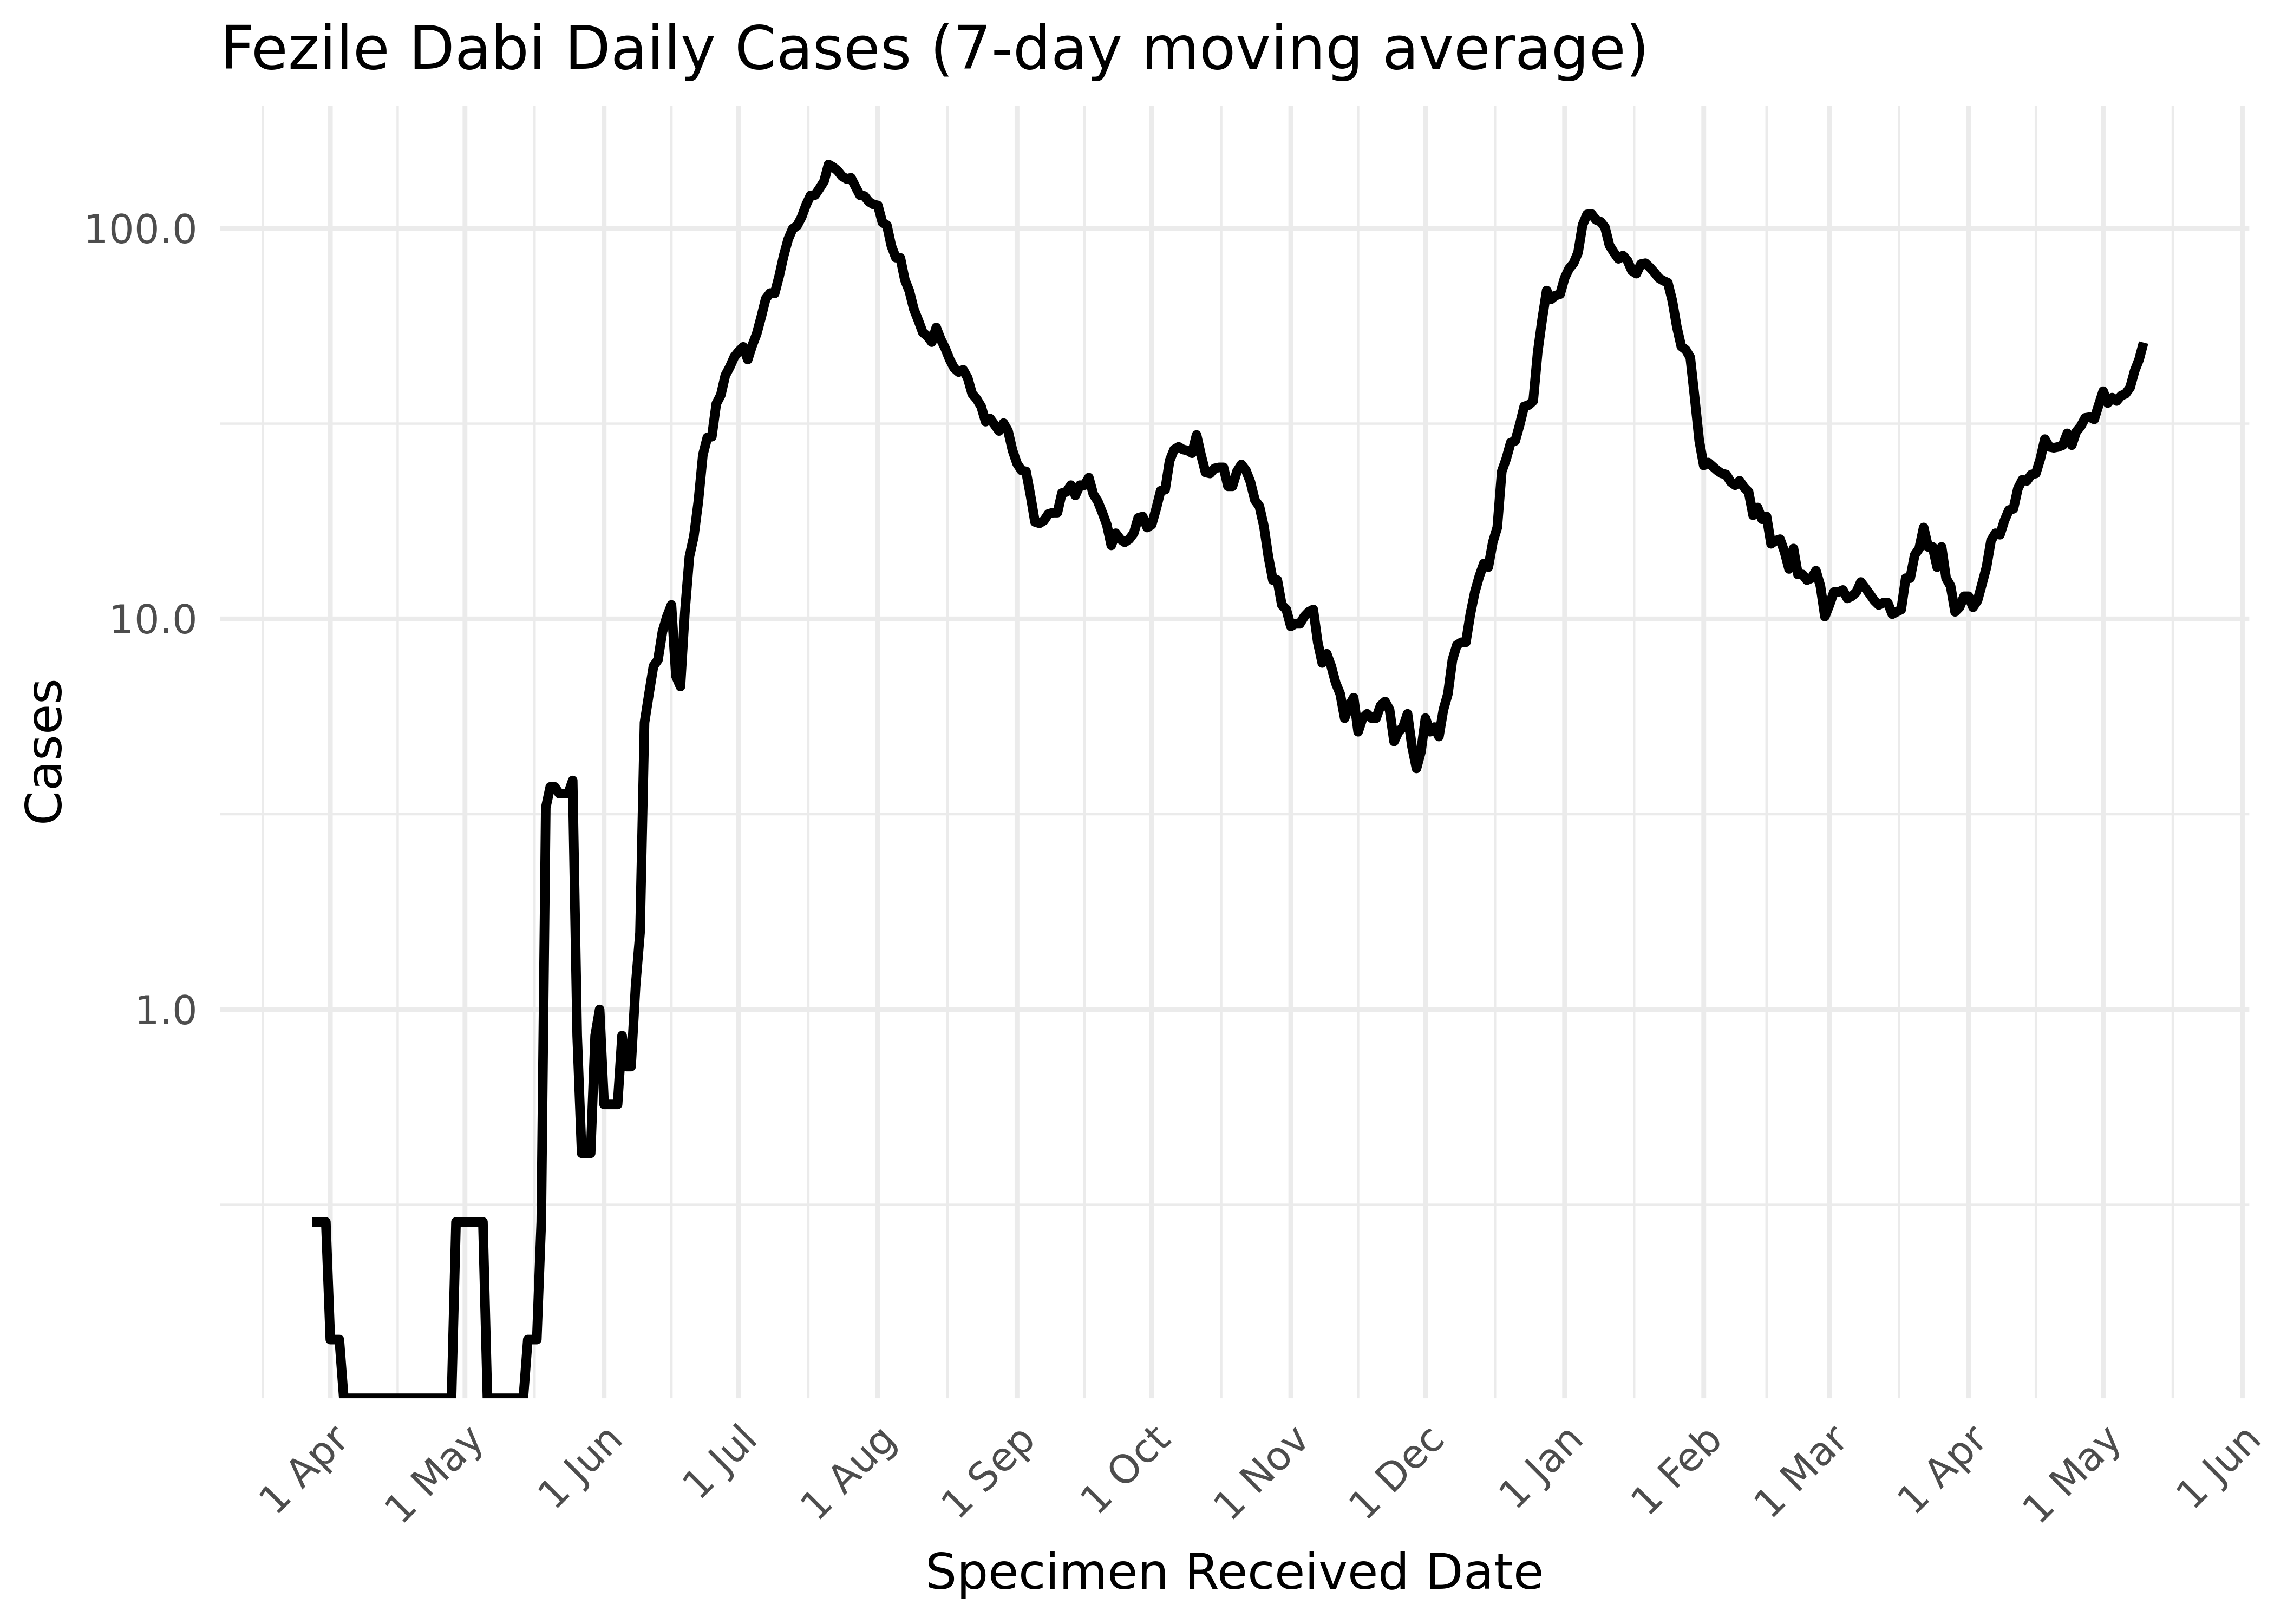 Fezile Dabi Daily Cases (7-day moving average)
Cases
100.0
10.0
1.0
1 Apr
1 May
1 Jun
1 Jul
1 Aug
1 Sep
1 Oct
1 Nov
1 Dec
1 Jan
1 Feb
1 Mar
1 Apr
1 May
1 Jun
Specimen Received Date